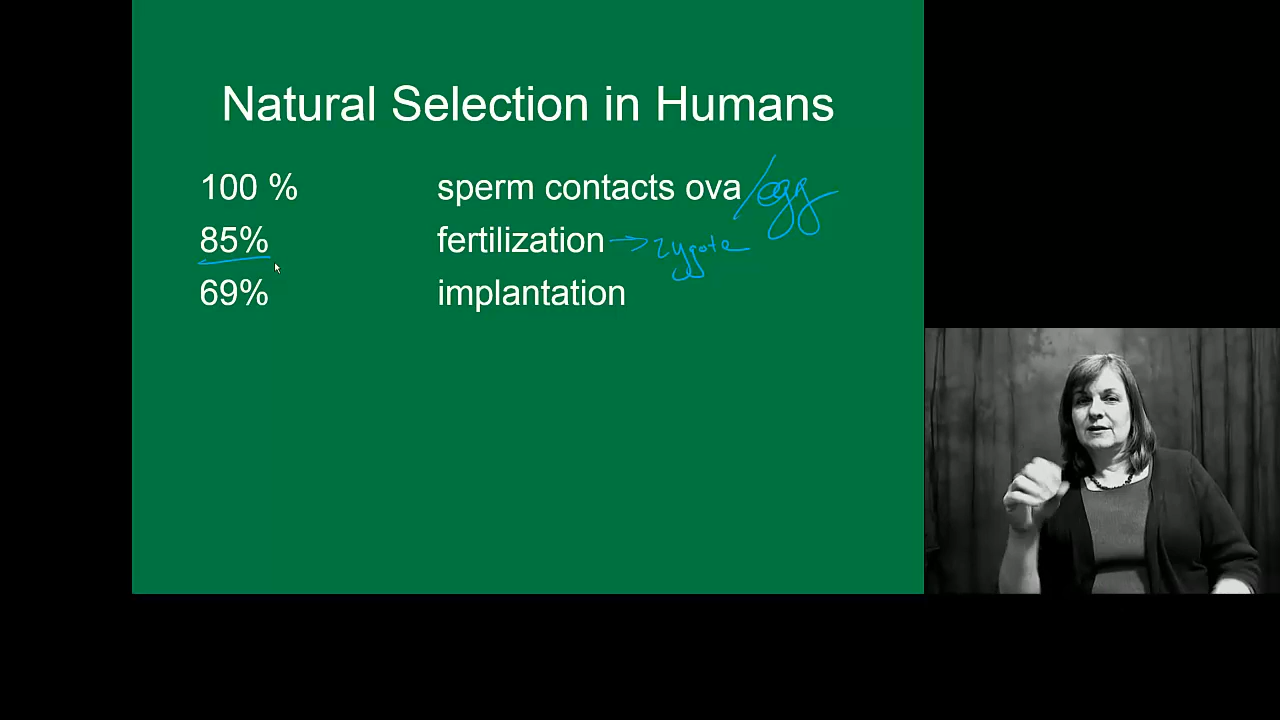 Natural Selection in Humans
100 % sperm contacts ova /egg
85% fertilization → zygote
69% implantation